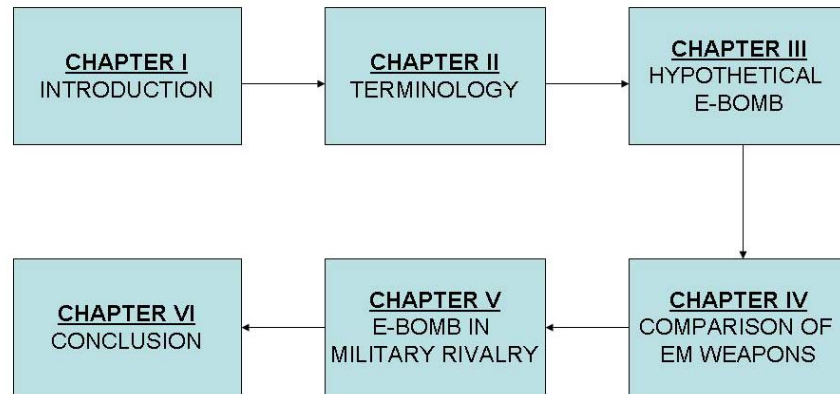 CHAPTER I
INTRODUCTION
CHAPTER II
TERMINOLOGY
CHAPTER III
HYPOTHETICAL
E-BOMB
CHAPTER IV
COMPARISON OF
EM WEAPONS
CHAPTER V
E-BOMB IN
MILITARY RIVALRY
CHAPTER VI
CONCLUSION